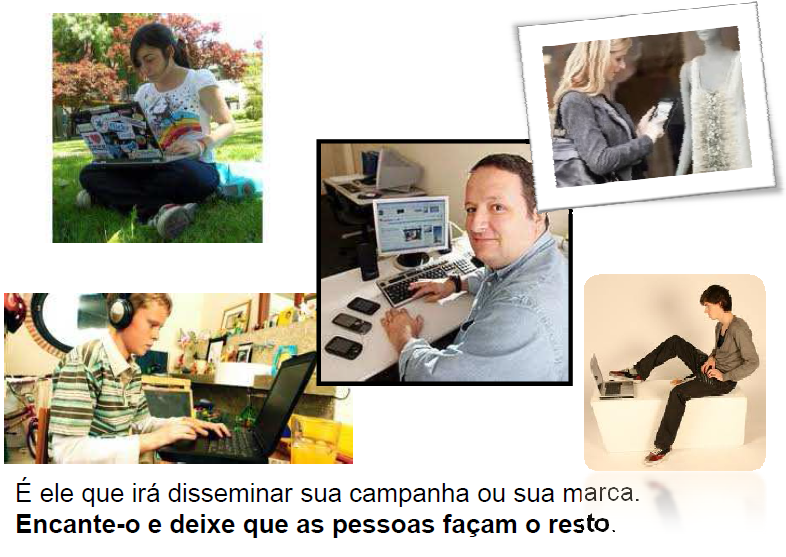 É ele que irá disseminar sua campanha ou sua marca.
Encante-o e deixe que as pessoas façam o resto.